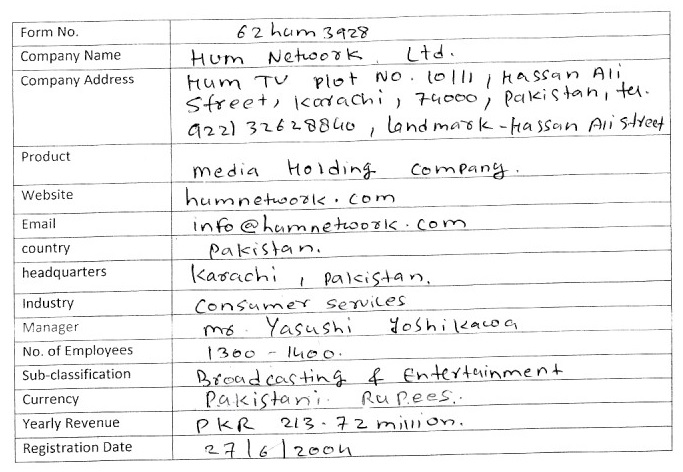 Form No. 62 hum 3928
Company Name Hum Network Ltd.
Company Address Hum TV Plot No. 10/11, Hassan Ali
Street, Karachi, 74000, Pakistan, tel.
9221 32628840, landmark - Hassan Ali street
Product media Holding company.
Website humnetwork.com
Email info@humnetwork.com
country Pakistan.
headquarters Karachi, Pakistan.
Industry Consumer services
Manager mr. Yasushi Yoshikawa
No. of Employees 1300 - 1400.
Sub-classification Broadcasting & Entertainment
Currency Pakistani Rupees.
Yearly Revenue PKR 213.72 million.
Registration Date 27/6/2004